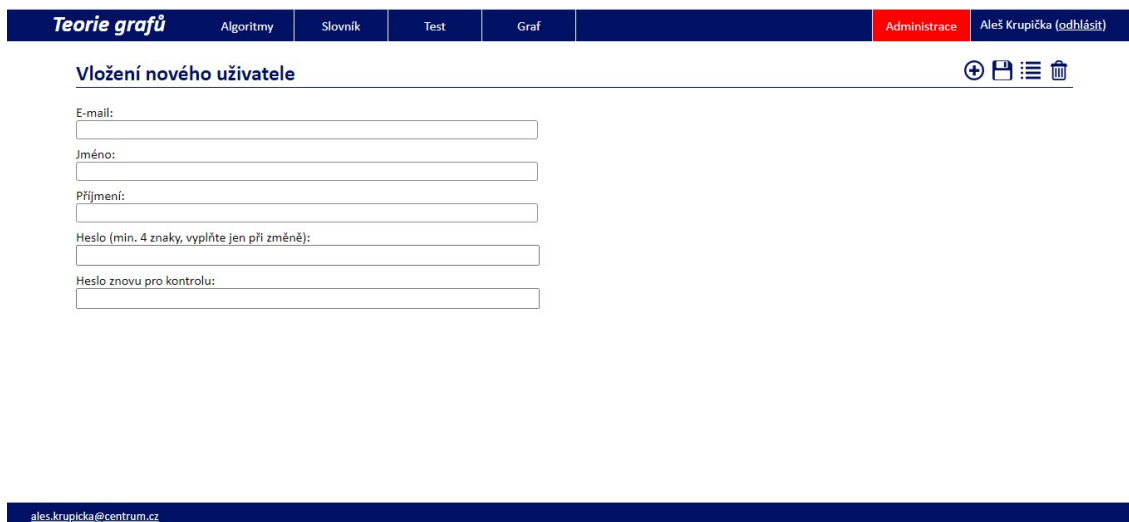 Teorie grafů Algoritmy Slovník Test Graf Administrace Aleš Krupička (odhlásit)
Vložení nového uživatele
E-mail:
Jméno:
Příjmení:
Heslo (min. 4 znaky, vyplňte jen při změně):
Heslo znovu pro kontrolu:
ales.krupicka@centrum.cz